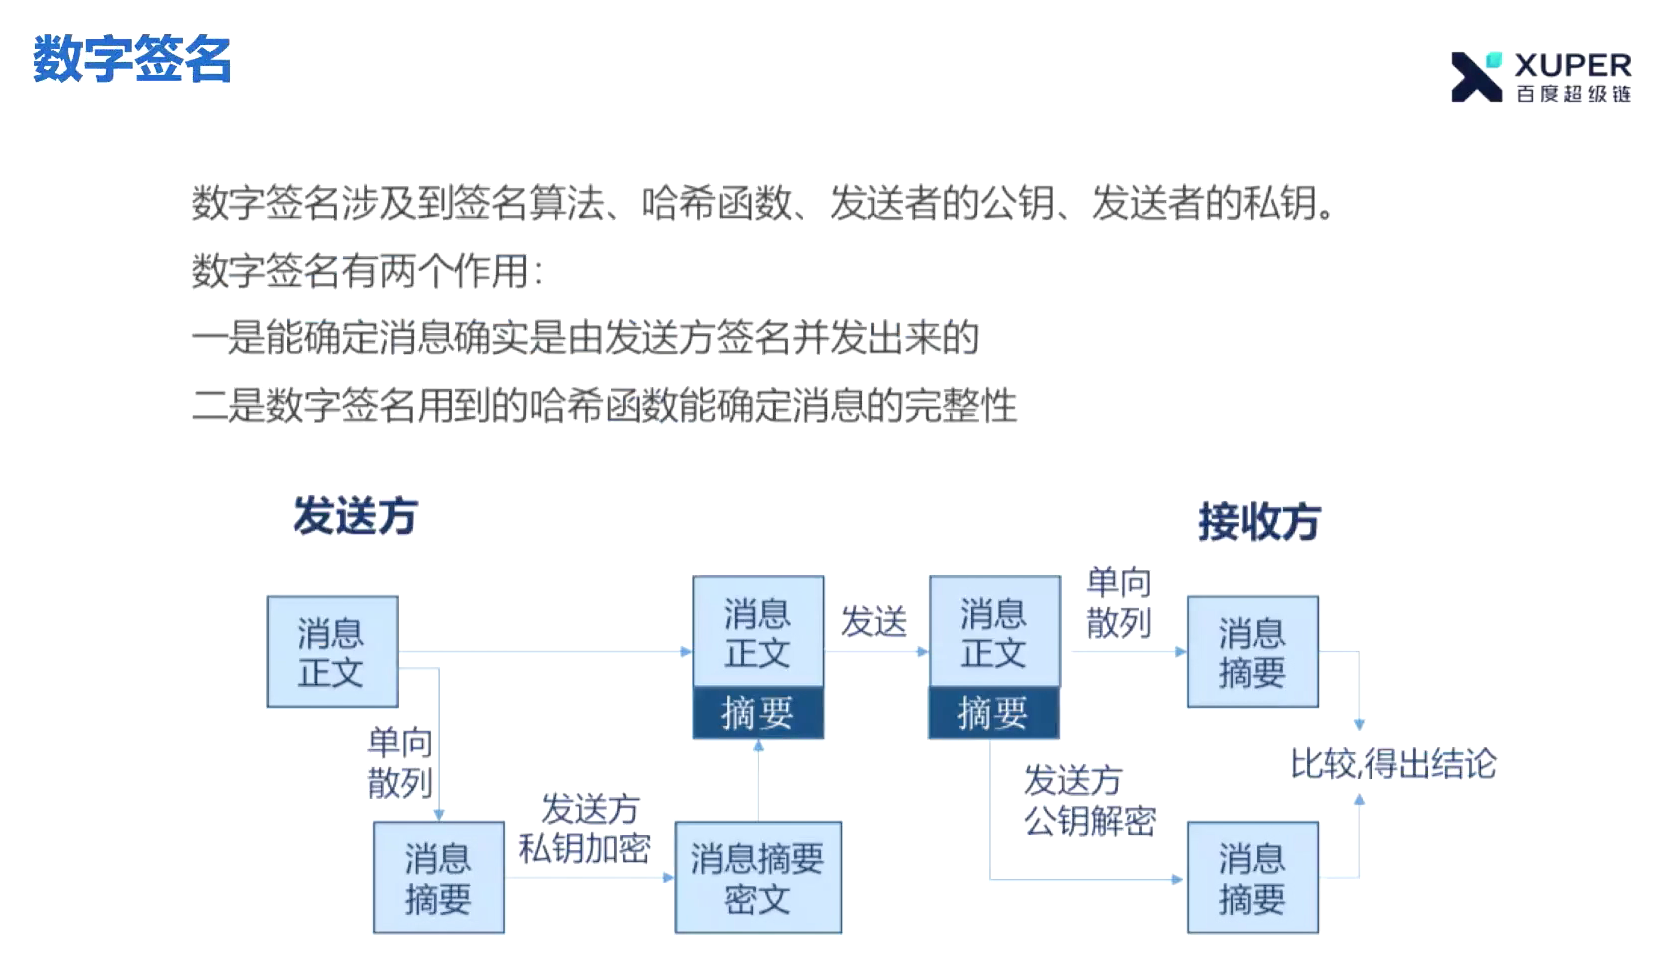 数字签名
XUPER
百度超级链
数字签名涉及到签名算法、哈希函数、发送者的公钥、发送者的私钥。
数字签名有两个作用：
一是能确定消息确实是由发送方签名并发出来的
二是数字签名用到的哈希函数能确定消息的完整性
发送方
接收方
消息
正文
消息
正文
摘要
发送
消息
正文
摘要
单向
散列
消息
摘要
单向
散列
消息
摘要
发送方
私钥加密
消息摘要
密文
发送方
公钥解密
消息
摘要
比较,得出结论